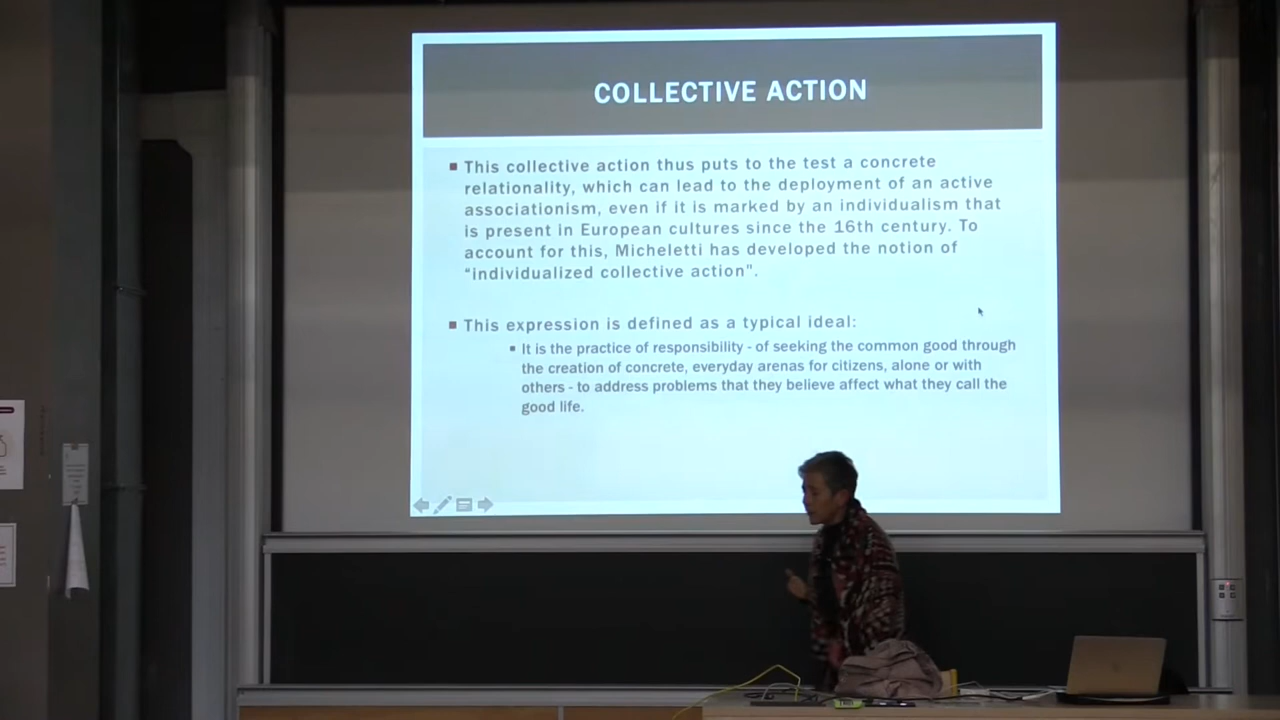 COLLECTIVE ACTION
This collective action thus puts to the test a concrete
relationality, which can lead to the deployment of an active
associationism, even if it is marked by an individualism that
is present in European cultures since the 16th century. To
account for this, Micheletti has developed the notion of
"individualized collective action".
This expression is defined as a typical ideal:
It is the practice of responsibility - of seeking the common good through
the creation of concrete, everyday arenas for citizens, alone or with
others - to address problems that they believe affect what they call the
good life.